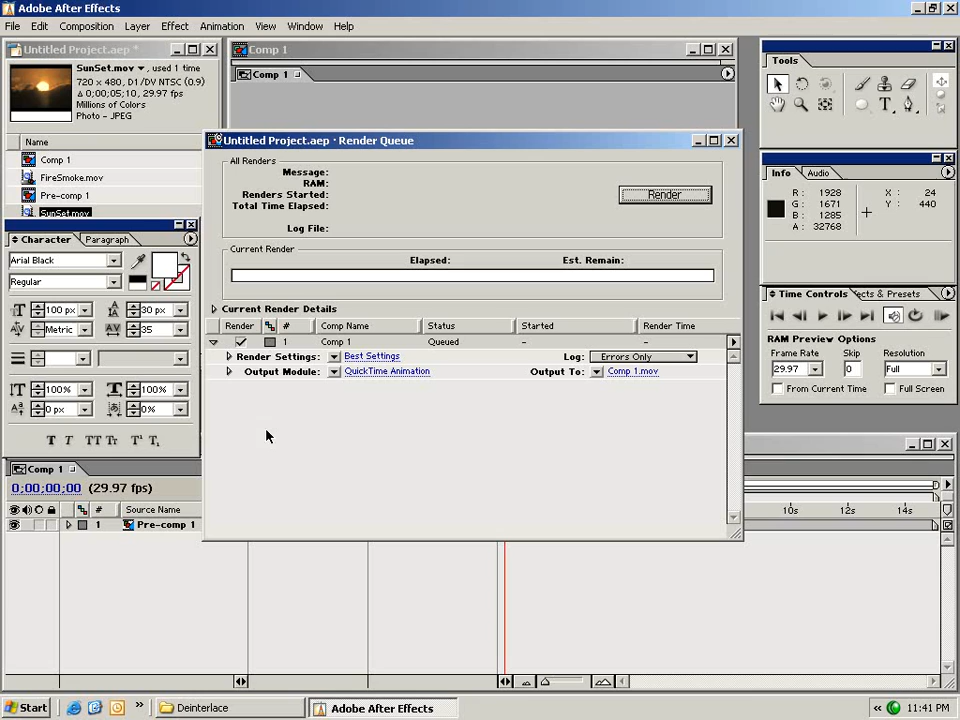 Adobe After Effects
File Edit Composition Layer Effect Animation View Window Help
Untitled Project.aep *
SunSet.mov ▼, used 1 time
720 x 480, D1/DV NTSC (0.9)
Δ 0;00;05;10, 29.97 fps
Millions of Colors
Photo - JPEG
Name
Comp 1
FireSmoke.mov
Pre-comp 1
SunSet.mov
Comp 1
Comp 1
Untitled Project.aep · Render Queue
All Renders
Message:
RAM:
Renders Started:
Total Time Elapsed:
Log File:
Render
Current Render
Elapsed: Est. Remain:
Current Render Details
Render # Comp Name Status Started Render Time
1 Comp 1 Queued - -
Render Settings: Best Settings Log: Errors Only
Output Module: QuickTime Animation Output To: Comp 1.mov
Character Paragraph
Arial Black
Regular
100 px 30 px
Metric 35
100% 100%
0 px 0%
T T TT Tt T¹ T₁
Tools
Info Audio
R: 1928 X: 24
G: 1671 Y: 440
B: 1285
A: 32768
Time Controls ects & Presets
RAM Preview Options
Frame Rate Skip Resolution
29.97 0 Full
From Current Time Full Screen
Comp 1
0;00;00;00 (29.97 fps)
# Source Name
1 Pre-comp 1
10s 12s 14s
Start Deinterlace Adobe After Effects 11:41 PM